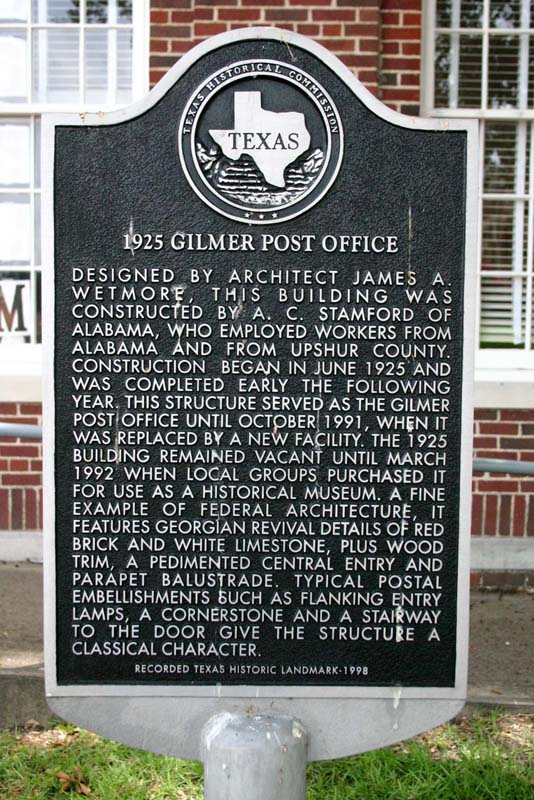 TEXAS HISTORICAL COMMISSION
TEXAS
1925 GILMER POST OFFICE
DESIGNED BY ARCHITECT JAMES A.
WETMORE, THIS BUILDING WAS
CONSTRUCTED BY A. C. STAMFORD OF
ALABAMA, WHO EMPLOYED WORKERS FROM
ALABAMA AND FROM UPSHUR COUNTY.
CONSTRUCTION BEGAN IN JUNE 1925 AND
WAS COMPLETED EARLY THE FOLLOWING
YEAR. THIS STRUCTURE SERVED AS THE GILMER
POST OFFICE UNTIL OCTOBER 1991, WHEN IT
WAS REPLACED BY A NEW FACILITY. THE 1925
BUILDING REMAINED VACANT UNTIL MARCH
1992 WHEN LOCAL GROUPS PURCHASED IT
FOR USE AS A HISTORICAL MUSEUM. A FINE
EXAMPLE OF FEDERAL ARCHITECTURE, IT
FEATURES GEORGIAN REVIVAL DETAILS OF RED
BRICK AND WHITE LIMESTONE, PLUS WOOD
TRIM, A PEDIMENTED CENTRAL ENTRY AND
PARAPET BALUSTRADE. TYPICAL POSTAL
EMBELLISHMENTS SUCH AS FLANKING ENTRY
LAMPS, A CORNERSTONE AND A STAIRWAY
TO THE DOOR GIVE THE STRUCTURE A
CLASSICAL CHARACTER.
RECORDED TEXAS HISTORIC LANDMARK-1998
M